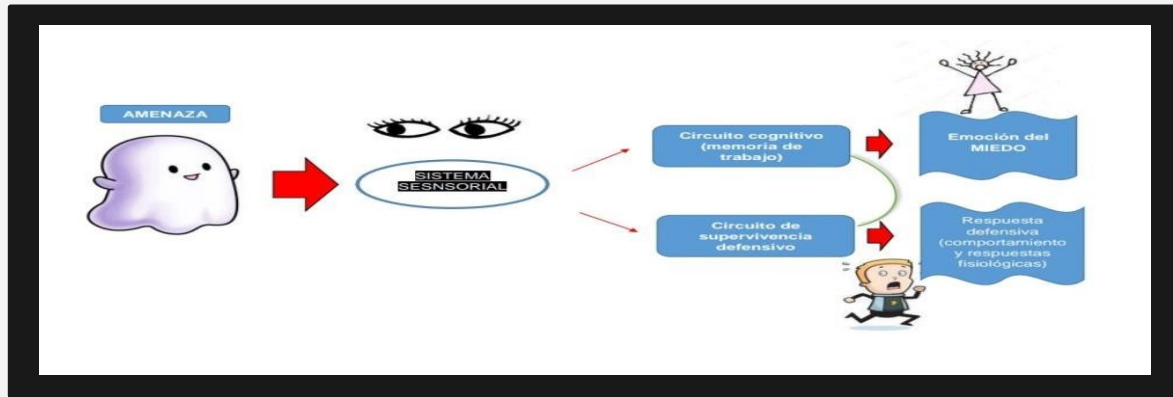 AMENAZA
SISTEMA
SESNSORIAL
Circuito cognitivo
(memoria de
trabajo)
Emoción del
MIEDO
Circuito de
supervivencia
defensivo
Respuesta
defensiva
(comportamiento
y respuestas
fisiológicas)